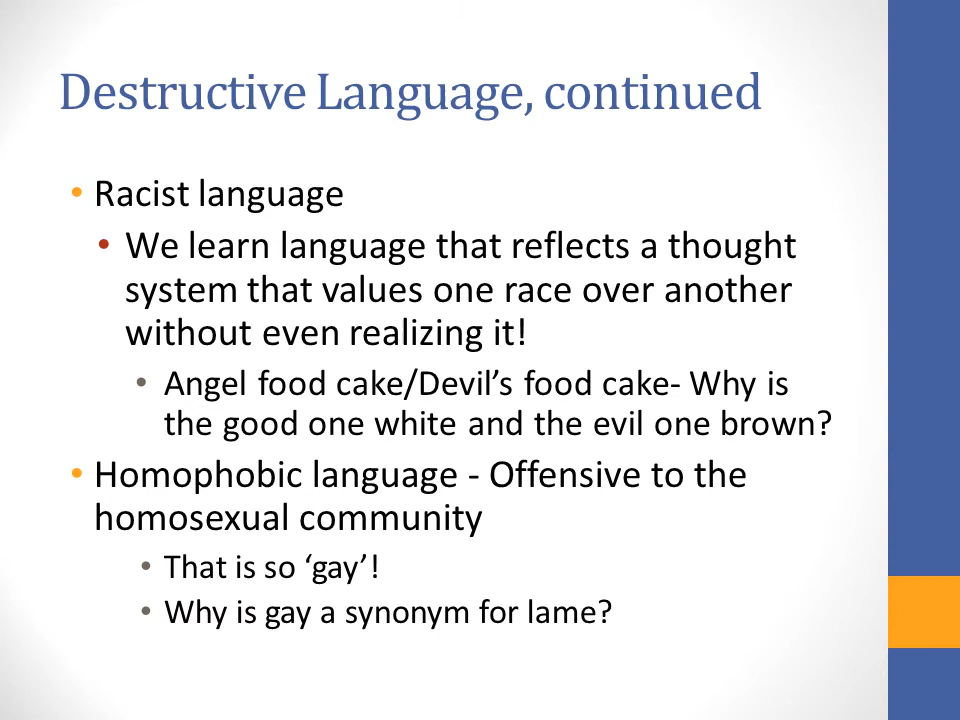 Destructive Language, continued
• Racist language
• We learn language that reflects a thought
system that values one race over another
without even realizing it!
• Angel food cake/Devil’s food cake- Why is
the good one white and the evil one brown?
• Homophobic language - Offensive to the
homosexual community
• That is so ‘gay’!
• Why is gay a synonym for lame?